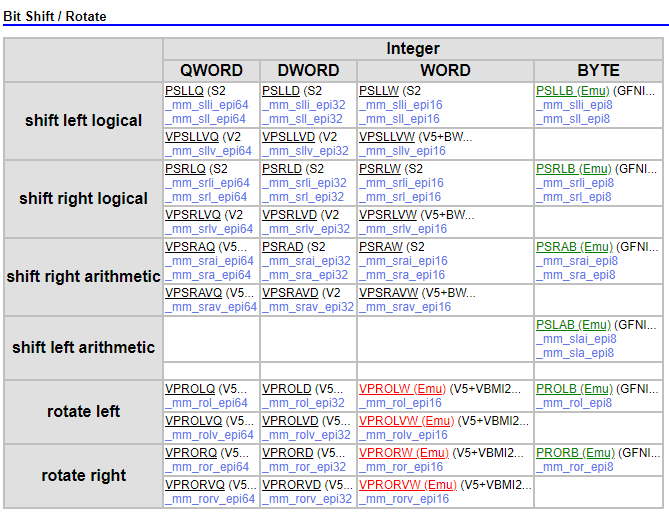 Bit Shift / Rotate
Integer
QWORD DWORD WORD BYTE
shift left logical
PSLLQ (S2 PSLLD (S2 PSLLW (S2 PSLLB (Emu) (GFNI...
_mm_slli_epi64 _mm_slli_epi32 _mm_slli_epi16 _mm_slli_epi8
_mm_sll_epi64 _mm_sll_epi32 _mm_sll_epi16 _mm_sll_epi8
VPSLLVQ (V2 VPSLLVD (V2 VPSLLVW (V5+BW...
_mm_sllv_epi64 _mm_sllv_epi32 _mm_sllv_epi16
shift right logical
PSRLQ (S2 PSRLD (S2 PSRLW (S2 PSRLB (Emu) (GFNI...
_mm_srli_epi64 _mm_srli_epi32 _mm_srli_epi16 _mm_srli_epi8
_mm_srl_epi64 _mm_srl_epi32 _mm_srl_epi16 _mm_srl_epi8
VPSRLVQ (V2 VPSRLVD (V2 VPSRLVW (V5+BW...
_mm_srlv_epi64 _mm_srlv_epi32 _mm_srlv_epi16
shift right arithmetic
VPSRAQ (V5... PSRAD (S2 PSRAW (S2 PSRAB (Emu) (GFNI...
_mm_srai_epi64 _mm_srai_epi32 _mm_srai_epi16 _mm_srai_epi8
_mm_sra_epi64 _mm_sra_epi32 _mm_sra_epi16 _mm_sra_epi8
VPSRAVQ (V5... VPSRAVD (V2 VPSRAVW (V5+BW...
_mm_srav_epi64 _mm_srav_epi32 _mm_srav_epi16
shift left arithmetic
PSLAB (Emu) (GFNI...
_mm_slai_epi8
_mm_sla_epi8
rotate left
VPROLQ (V5... VPROLD (V5... VPROLW (Emu) (V5+VBMI2... PROLB (Emu) (GFNI...
_mm_rol_epi64 _mm_rol_epi32 _mm_rol_epi16 _mm_rol_epi8
VPROLVQ (V5... VPROLVD (V5... VPROLVW (Emu) (V5+VBMI2...
_mm_rolv_epi64 _mm_rolv_epi32 _mm_rolv_epi16
rotate right
VPRORQ (V5... VPRORD (V5... VPRORW (Emu) (V5+VBMI2... PRORB (Emu) (GFNI...
_mm_ror_epi64 _mm_ror_epi32 _mm_ror_epi16 _mm_ror_epi8
VPRORVQ (V5... VPRORVD (V5... VPRORVW (Emu) (V5+VBMI2...
_mm_rorv_epi64 _mm_rorv_epi32 _mm_rorv_epi16